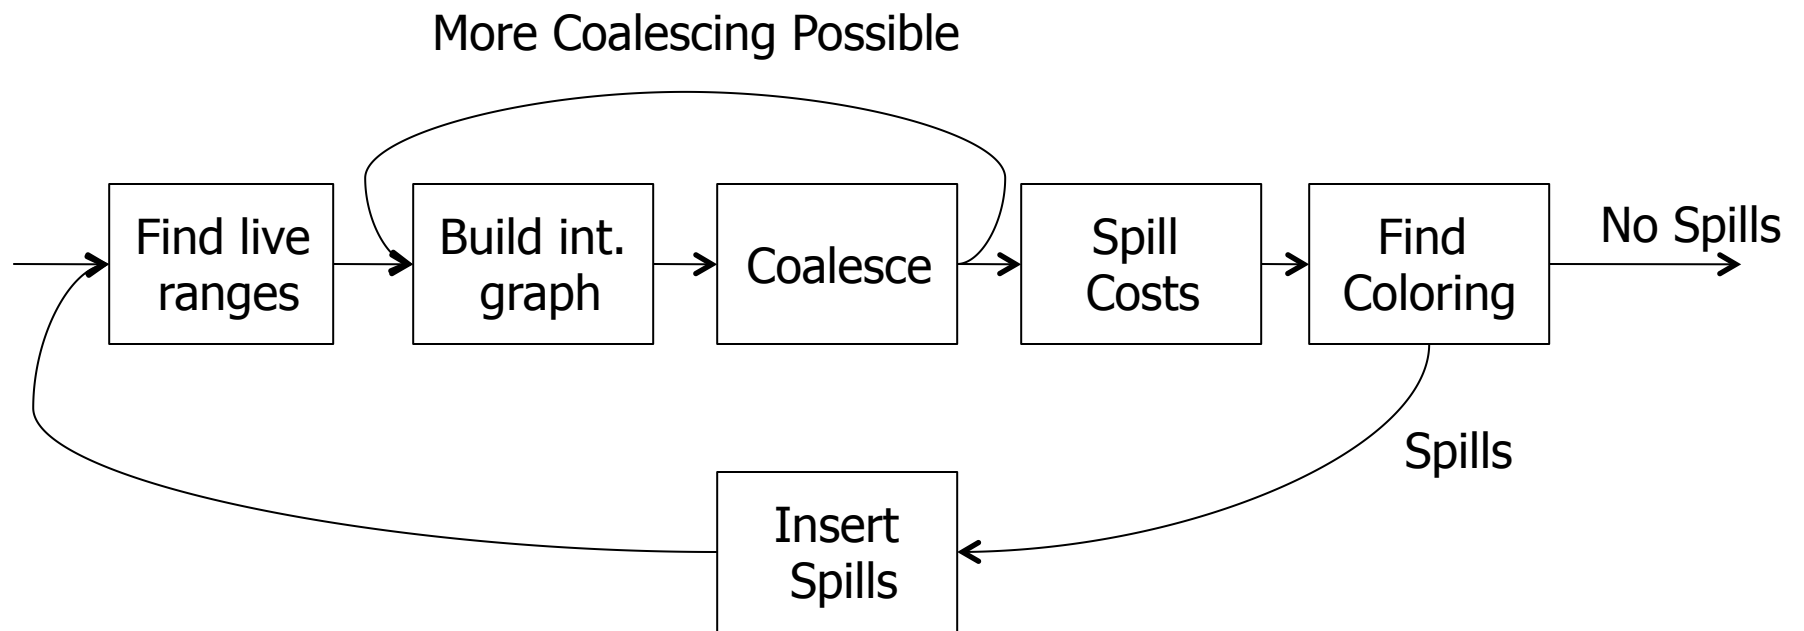 More Coalescing Possible
Find live
ranges
Build int.
graph
Coalesce
Spill
Costs
Find
Coloring
No Spills
Spills
Insert
Spills